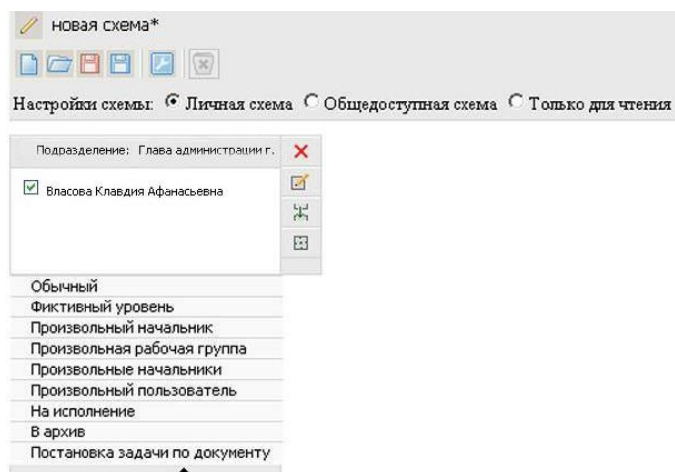 новая схема*
Настройки схемы: Личная схема Общедоступная схема Только для чтения
Подразделение: Глава администрации г.
Власова Клавдия Афанасьевна
Обычный
Фиктивный уровень
Произвольный начальник
Произвольная рабочая группа
Произвольные начальники
Произвольный пользователь
На исполнение
В архив
Постановка задачи по документу